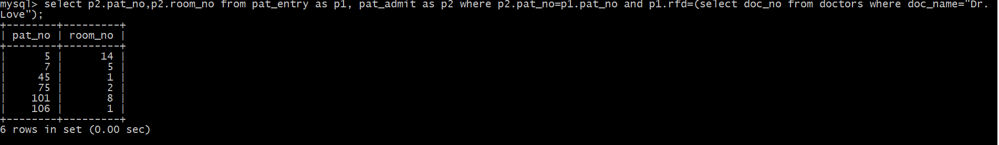 mysql> select p2.pat_no,p2.room_no from pat_entry as p1, pat_admit as p2 where p2.pat_no=p1.pat_no and p1.rfd=(select doc_no from doctors where doc_name="Dr.
Love");
+--------+---------+
| pat_no | room_no |
+--------+---------+
|      5 |      14 |
|      7 |       5 |
|     45 |       1 |
|     75 |       2 |
|    101 |       8 |
|    106 |       1 |
+--------+---------+
6 rows in set (0.00 sec)